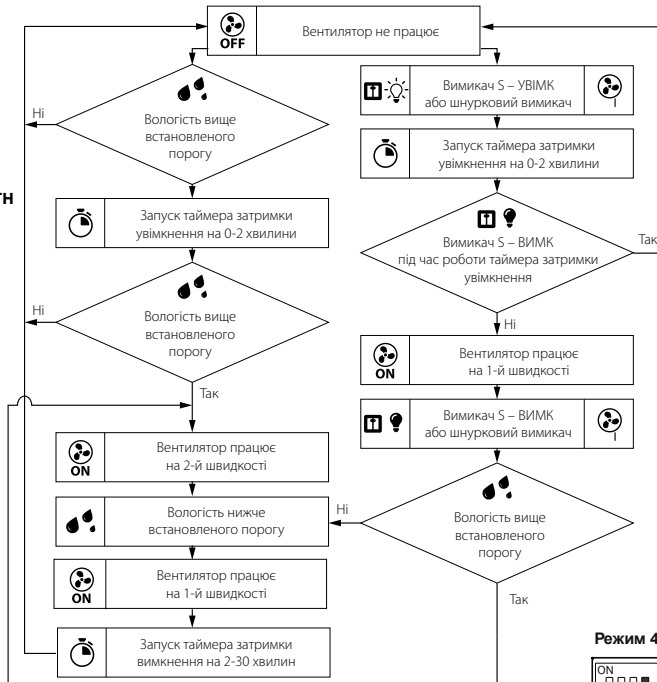 OFF
Вентилятор не працює
Ні
Вологість вище
встановленого
порогу
ТН
Запуск таймера затримки
увімкнення на 0-2 хвилини
Ні
Вологість вище
встановленого
порогу
Так
ON
Вентилятор працює
на 2-й швидкості
Вологість нижче
встановленого порогу
ON
Вентилятор працює
на 1-й швидкості
Запуск таймера затримки
вимкнення на 2-30 хвилин
Вимикач S – УВІМК
або шнурковий вимикач
Запуск таймера затримки
увімкнення на 0-2 хвилини
Вимикач S – ВИМК
під час роботи таймера затримки
увімкнення
Так
Ні
ON
Вентилятор працює
на 1-й швидкості
Вимикач S – ВИМК
або шнурковий вимикач
Ні
Вологість вище
встановленого
порогу
Так
Режим 4
ON